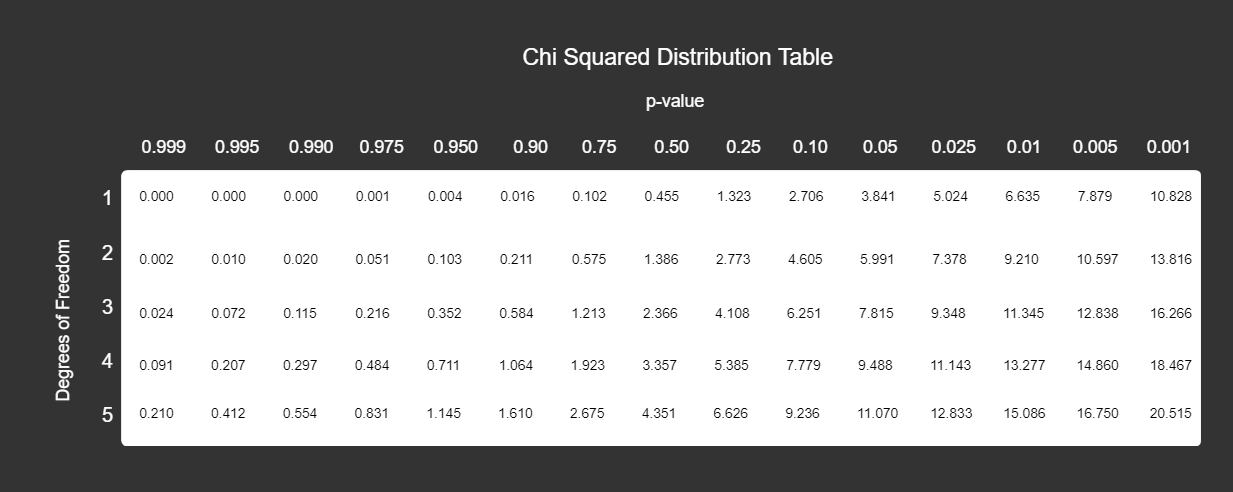 Chi Squared Distribution Table
p-value
0.999 0.995 0.990 0.975 0.950 0.90 0.75 0.50 0.25 0.10 0.05 0.025 0.01 0.005 0.001
Degrees of Freedom
1 0.000 0.000 0.000 0.001 0.004 0.016 0.102 0.455 1.323 2.706 3.841 5.024 6.635 7.879 10.828
2 0.002 0.010 0.020 0.051 0.103 0.211 0.575 1.386 2.773 4.605 5.991 7.378 9.210 10.597 13.816
3 0.024 0.072 0.115 0.216 0.352 0.584 1.213 2.366 4.108 6.251 7.815 9.348 11.345 12.838 16.266
4 0.091 0.207 0.297 0.484 0.711 1.064 1.923 3.357 5.385 7.779 9.488 11.143 13.277 14.860 18.467
5 0.210 0.412 0.554 0.831 1.145 1.610 2.675 4.351 6.626 9.236 11.070 12.833 15.086 16.750 20.515